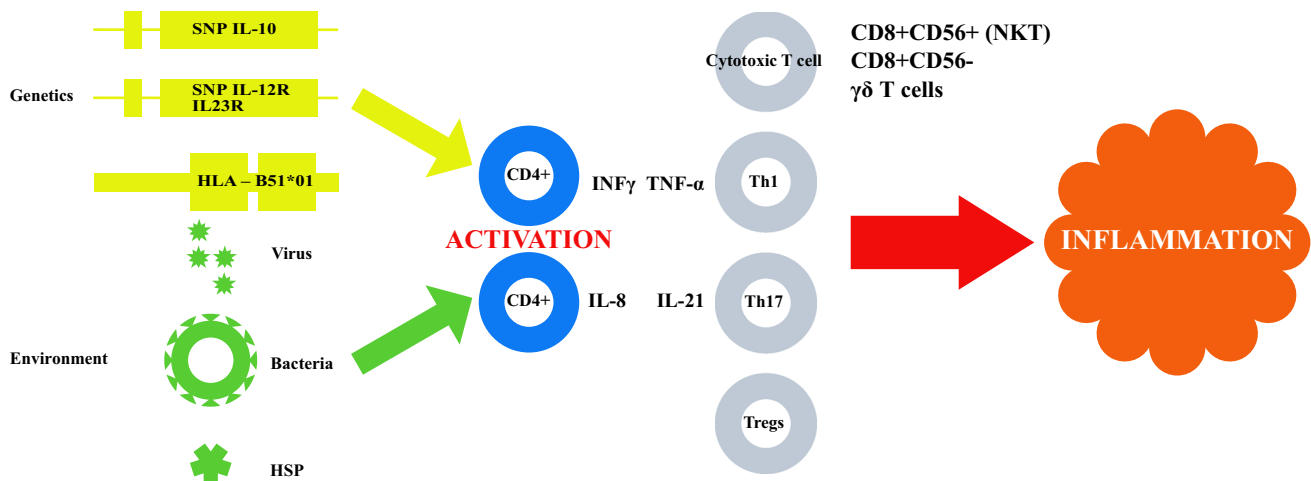 SNP IL-10
Genetics
SNP IL-12R
IL23R
HLA – B51*01
Virus
Environment
Bacteria
HSP
CD4+
ACTIVATION
CD4+
INFγ TNF-α
IL-8 IL-21
Cytotoxic T cell
Th1
Th17
Tregs
CD8+CD56+ (NKT)
CD8+CD56-
γδ T cells
INFLAMMATION